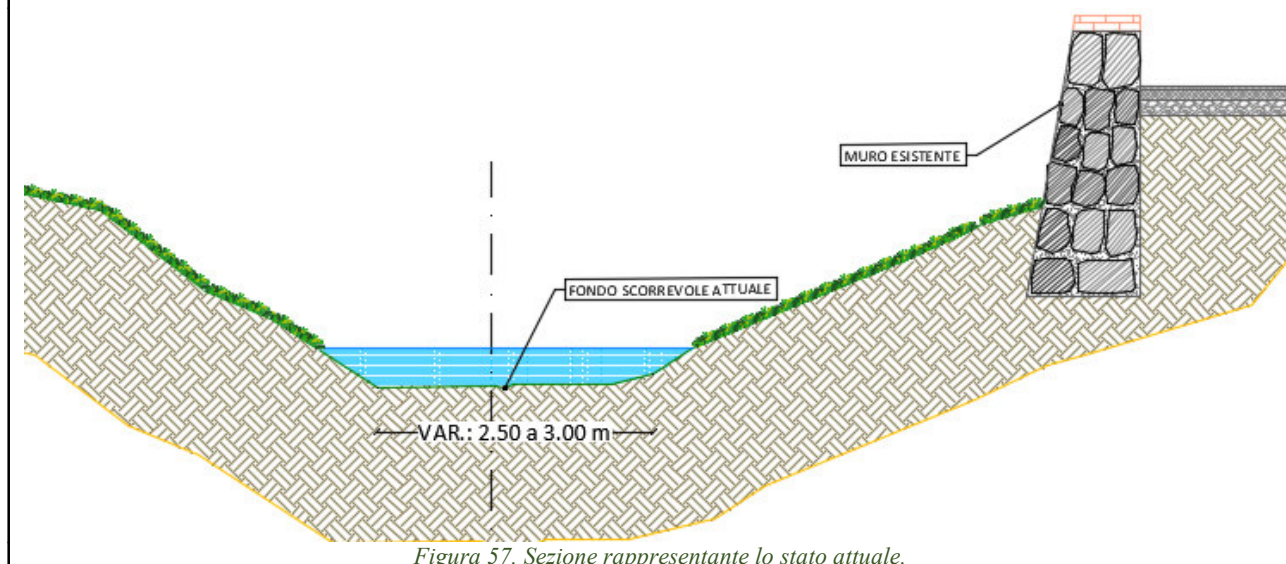 MURO ESISTENTE
FONDO SCORREVOLE ATTUALE
VAR.: 2.50 a 3.00 m
Figura 57. Sezione rappresentante lo stato attuale.